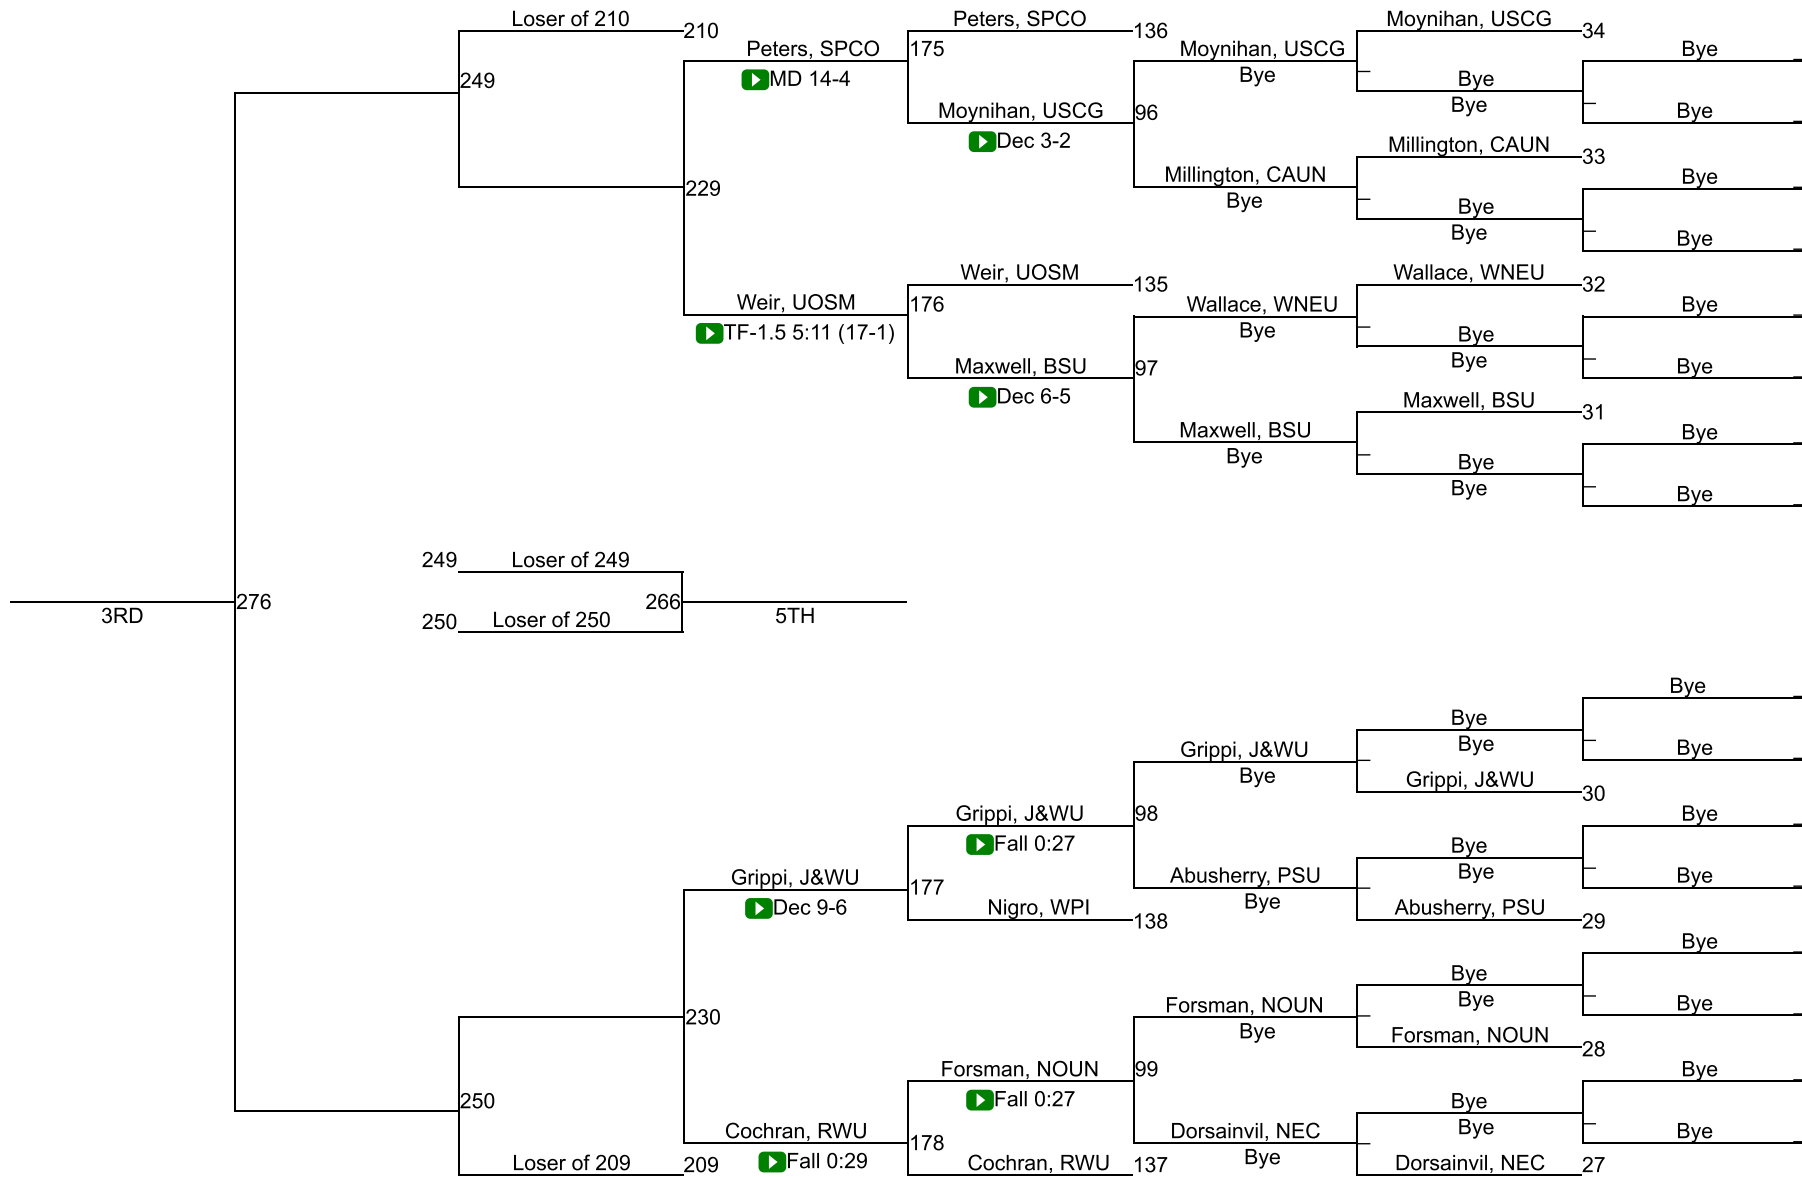 Loser of 210
210
Peters, SPCO
136
Moynihan, USCG
34
Peters, SPCO
175
Moynihan, USCG
Bye
MD 14-4
Bye
Bye
249
Bye
Moynihan, USCG
96
Bye
Bye
Dec 3-2
Millington, CAUN
33
Millington, CAUN
Bye
229
Bye
Bye
Bye
Bye
Weir, UOSM
135
Wallace, WNEU
32
Weir, UOSM
176
Wallace, WNEU
Bye
TF-1.5 5:11 (17-1)
Bye
Bye
Maxwell, BSU
97
Bye
Bye
Dec 6-5
Maxwell, BSU
31
Maxwell, BSU
Bye
Bye
Bye
Bye
Bye
249
Loser of 249
3RD
276
266
5TH
250
Loser of 250
Bye
Bye
Grippi, J&WU
Bye
Bye
Bye
Grippi, J&WU
30
Grippi, J&WU
98
Bye
Fall 0:27
Bye
Grippi, J&WU
177
Abusherry, PSU
Bye
Bye
Dec 9-6
Nigro, WPI
138
Bye
Abusherry, PSU
29
Bye
Bye
Forsman, NOUN
Bye
Bye
230
Bye
Forsman, NOUN
28
Forsman, NOUN
99
Bye
Fall 0:27
250
Bye
Cochran, RWU
178
Dorsainvil, NEC
Bye
Bye
Loser of 209
209
Fall 0:29
Cochran, RWU
137
Bye
Dorsainvil, NEC
27